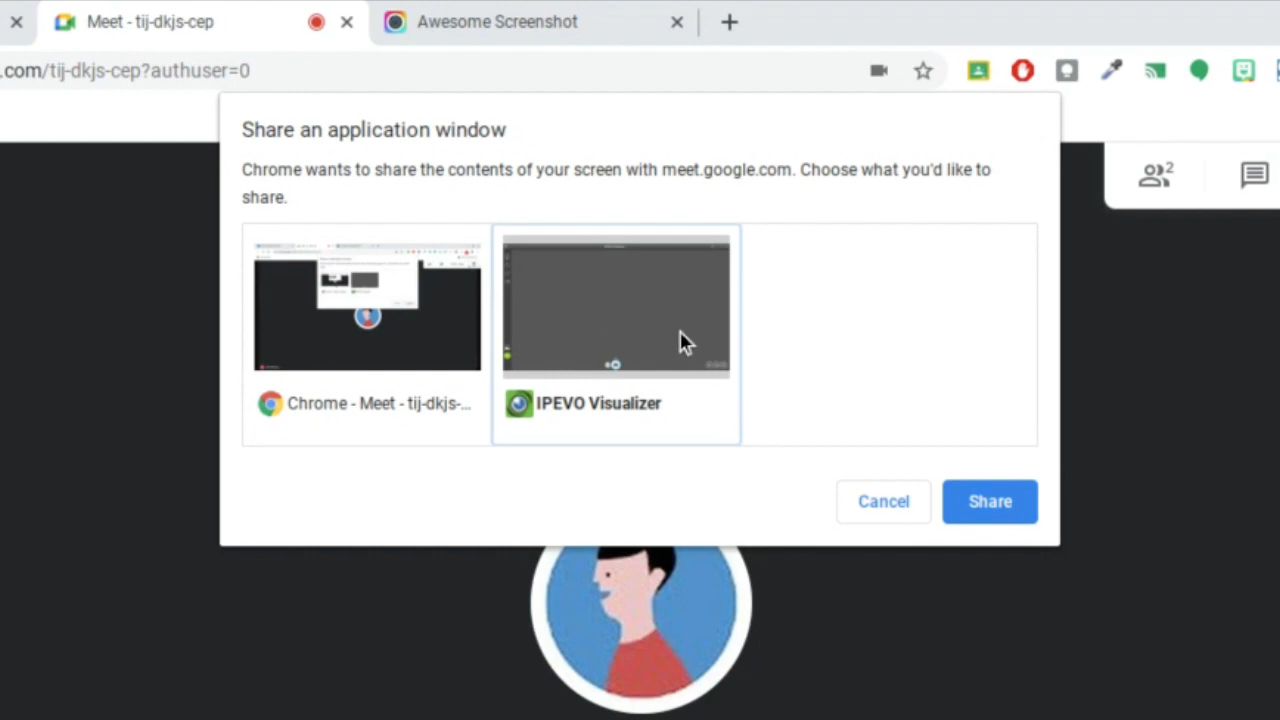 Meet - tij-dkjs-cep
Awesome Screenshot
.com/tij-dkjs-cep?authuser=0
Share an application window
Chrome wants to share the contents of your screen with meet.google.com. Choose what you'd like to
share.
2
Chrome - Meet - tij-dkjs-...
IPEVO Visualizer
Cancel
Share